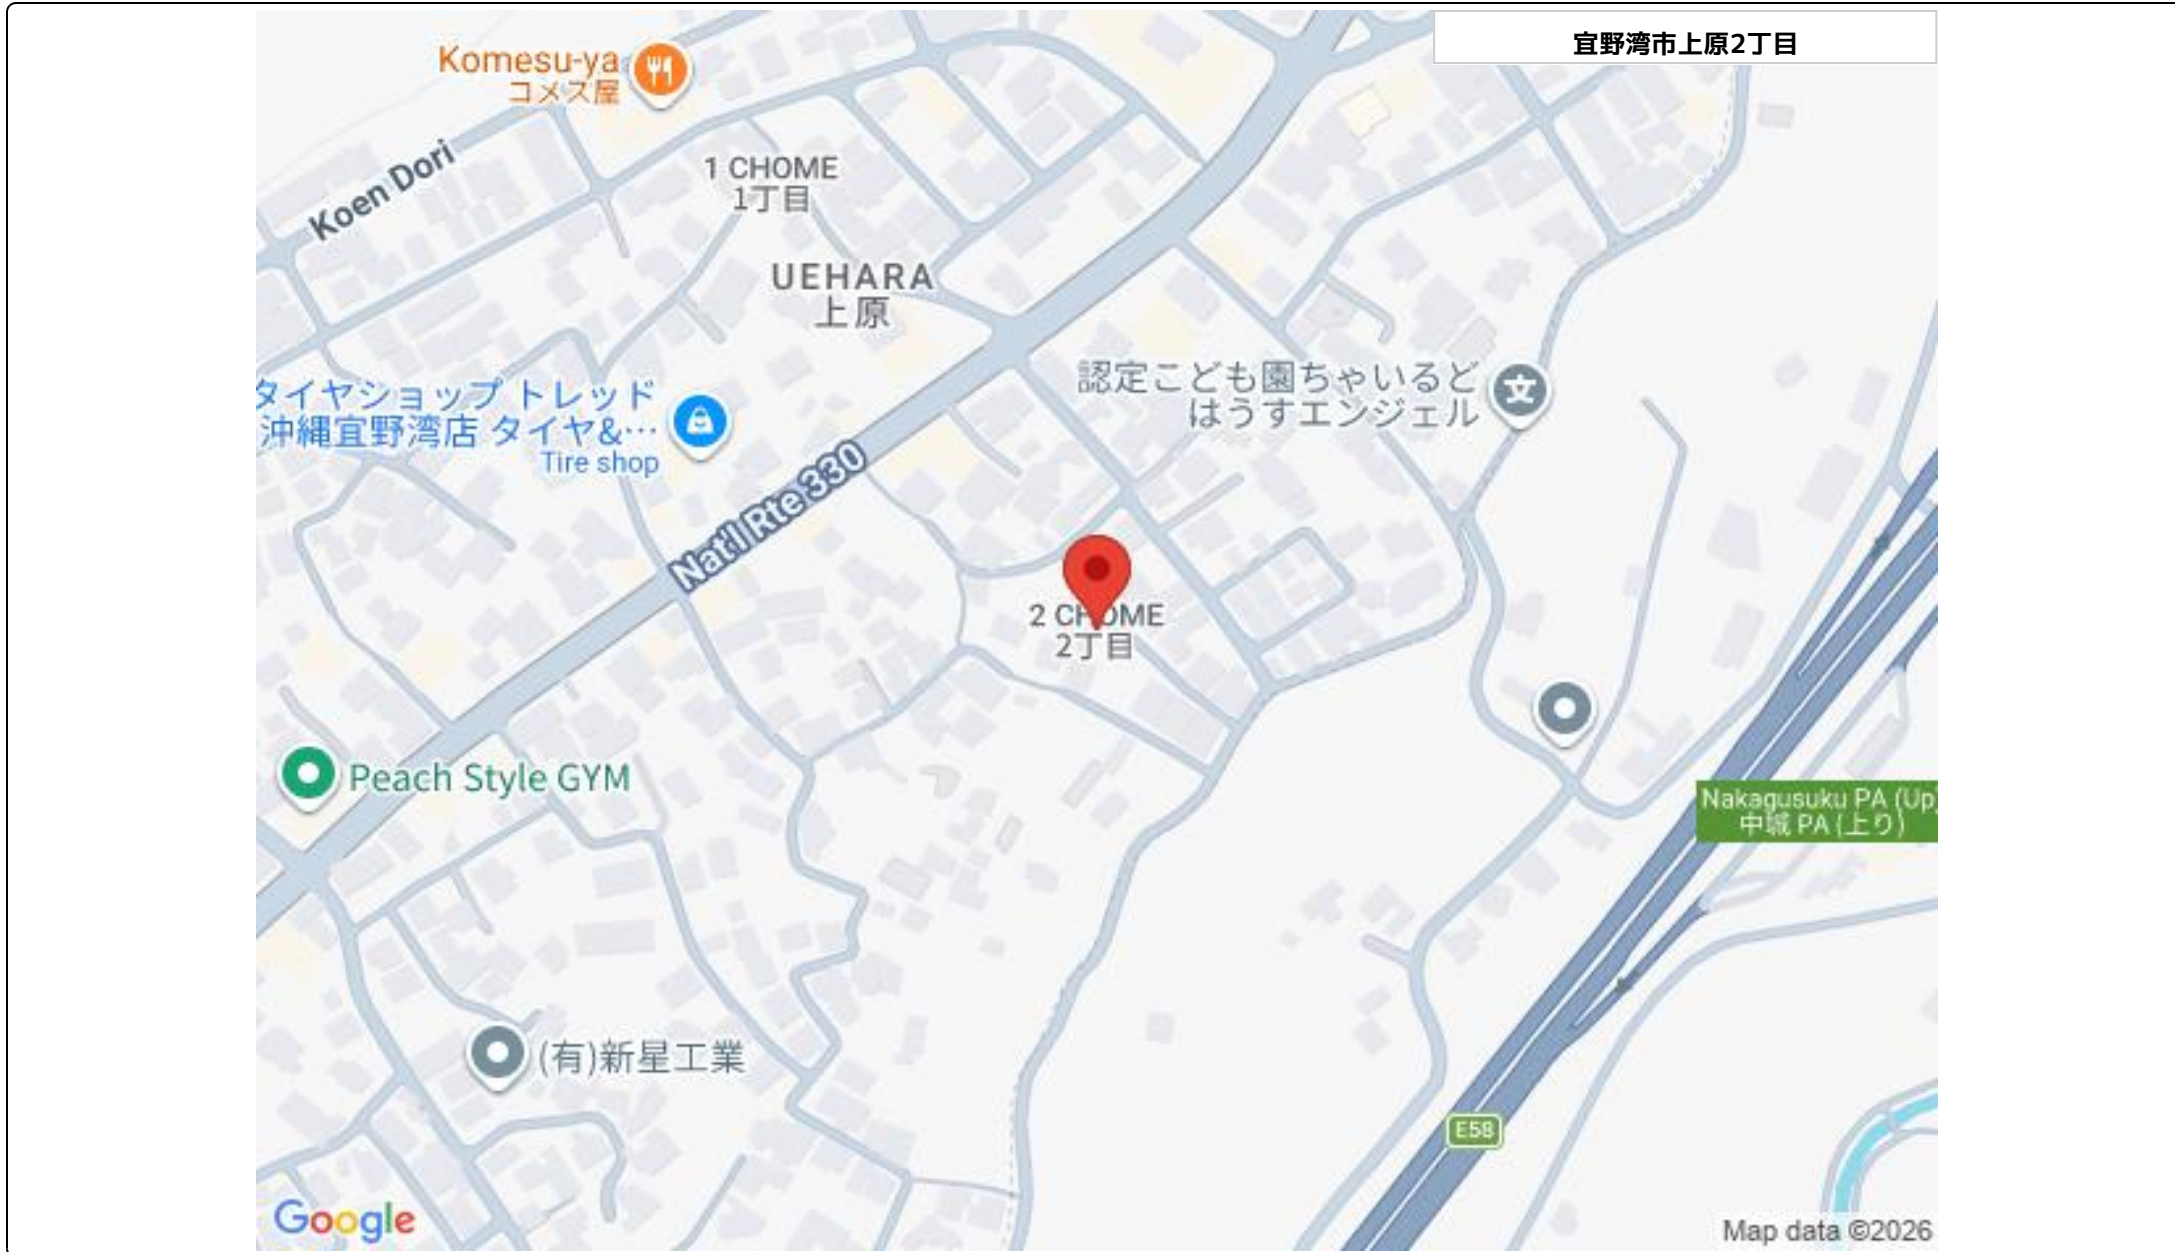 宜野湾市上原2丁目
Komesu-ya
コメス屋
Koen Dori
1 CHOME
1丁目
UEHARA
上原
タイヤショップ トレッド
沖縄宜野湾店 タイヤ&…
Tire shop
認定こども園ちゃいるど
はうすエンジェル
Nat'l Rte 330
2 CHOME
2丁目
Peach Style GYM
Nakagusuku PA (Up)
中城 PA (上り)
(有)新星工業
E58
Google
Map data ©2026